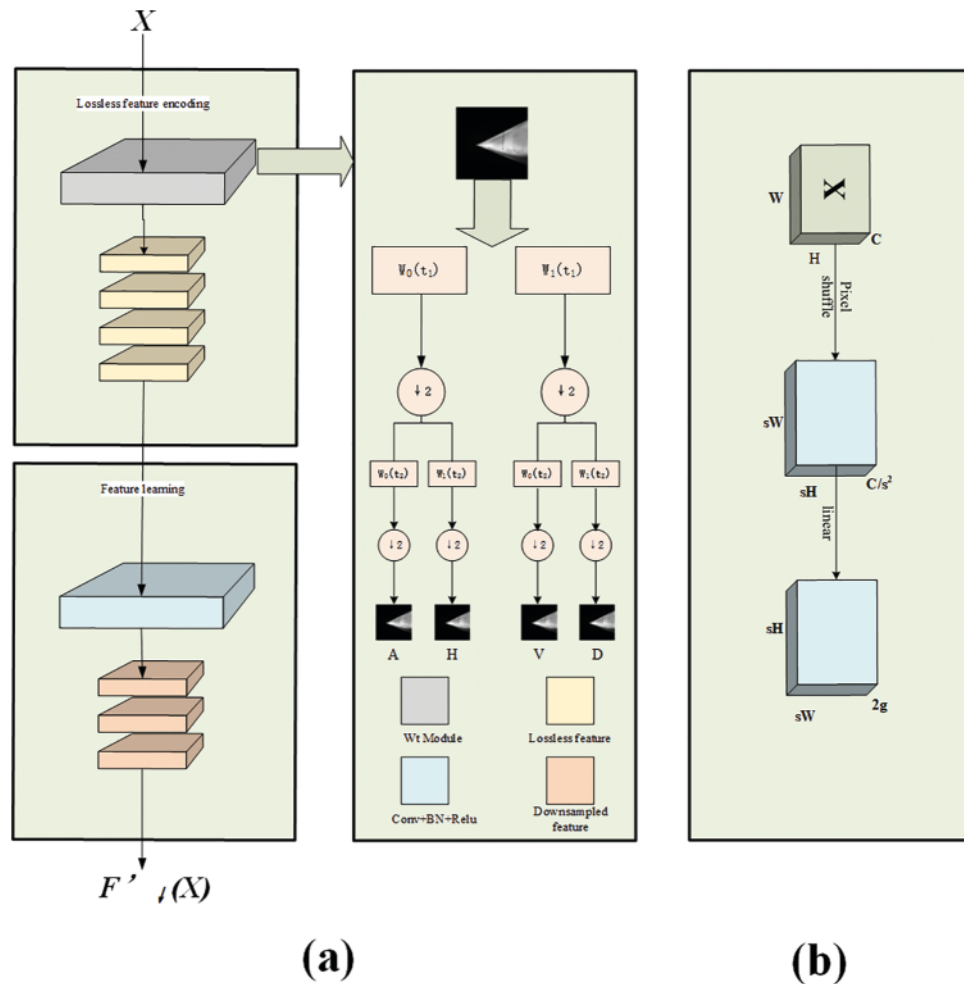 X
Lossless feature encoding
W₀(t₁)
W₁(t₁)
↓2
↓2
W₀(t₂)
W₁(t₂)
W₀(t₂)
W₁(t₂)
↓2
↓2
↓2
↓2
A
H
V
D
Wt Module
Lossless feature
Conv+BN+Relu
Downsampled
feature
Feature learning
F’ ↓(X)
(a)
X
W
H
C
Pixel
shuffle
sW
sH
C/s²
linear
sH
sW
2g
(b)